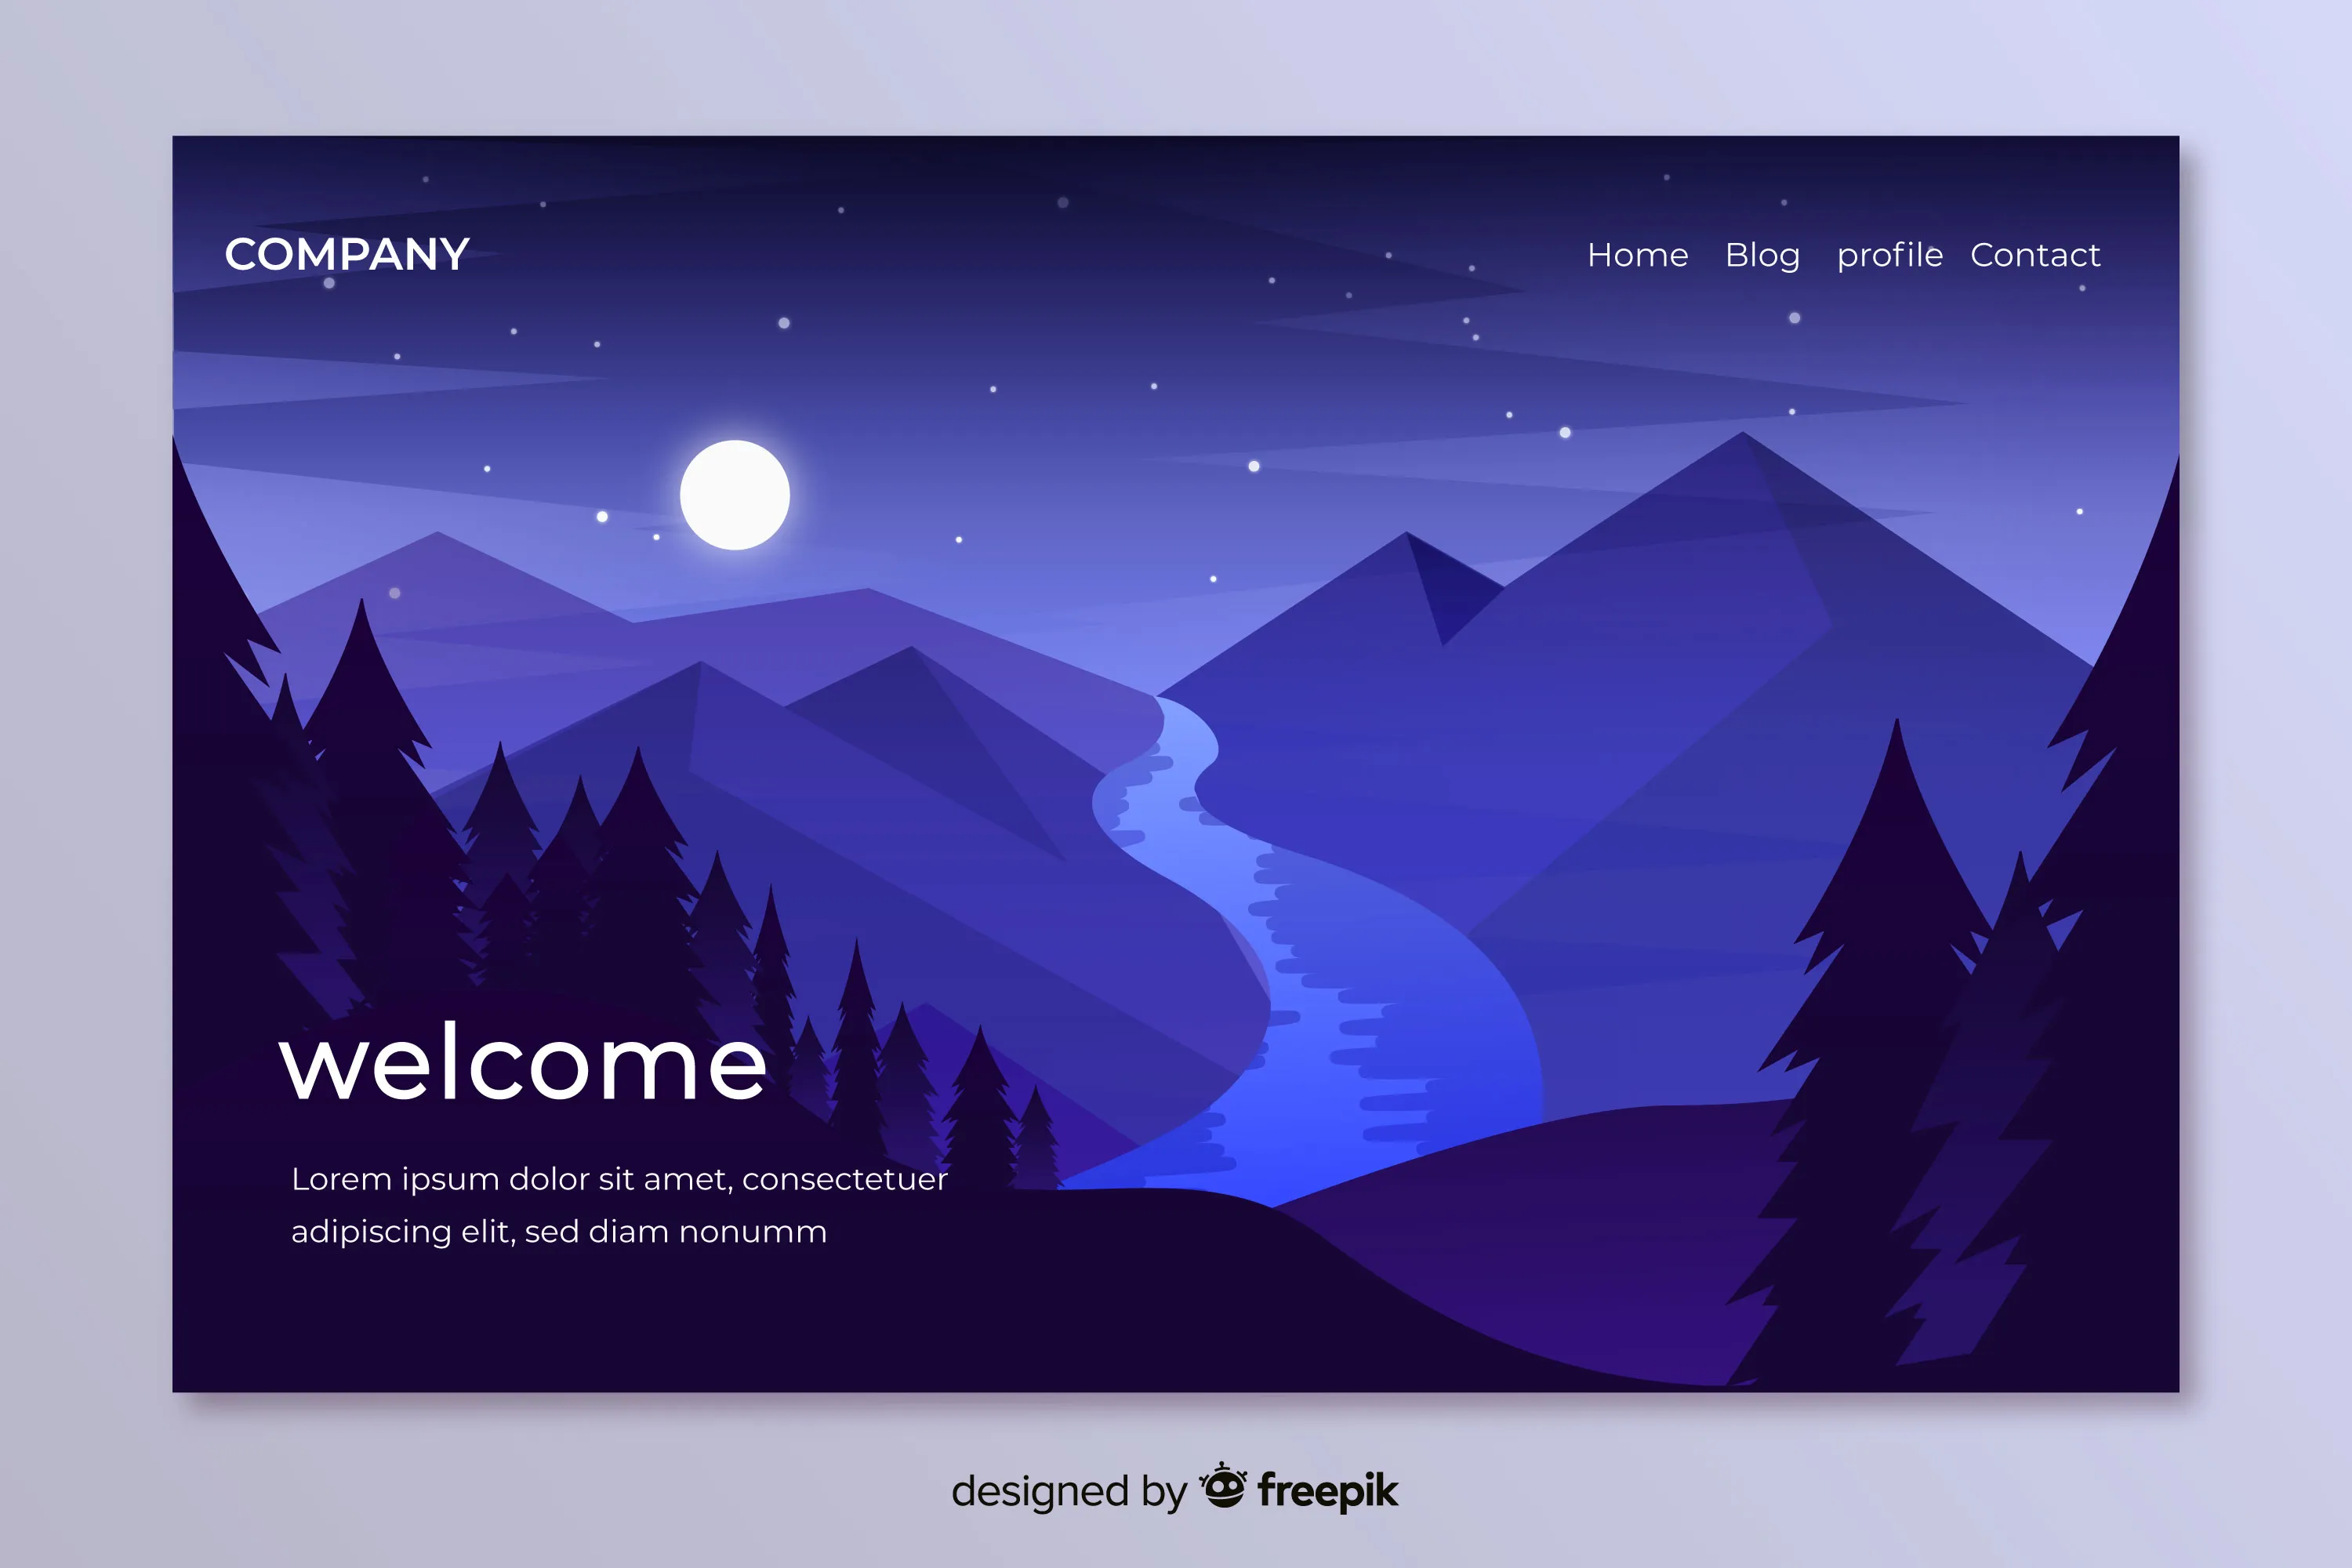 COMPANY
Home Blog profile Contact
welcome
Lorem ipsum dolor sit amet, consectetuer
adipiscing elit, sed diam nonumm
designed by freepik